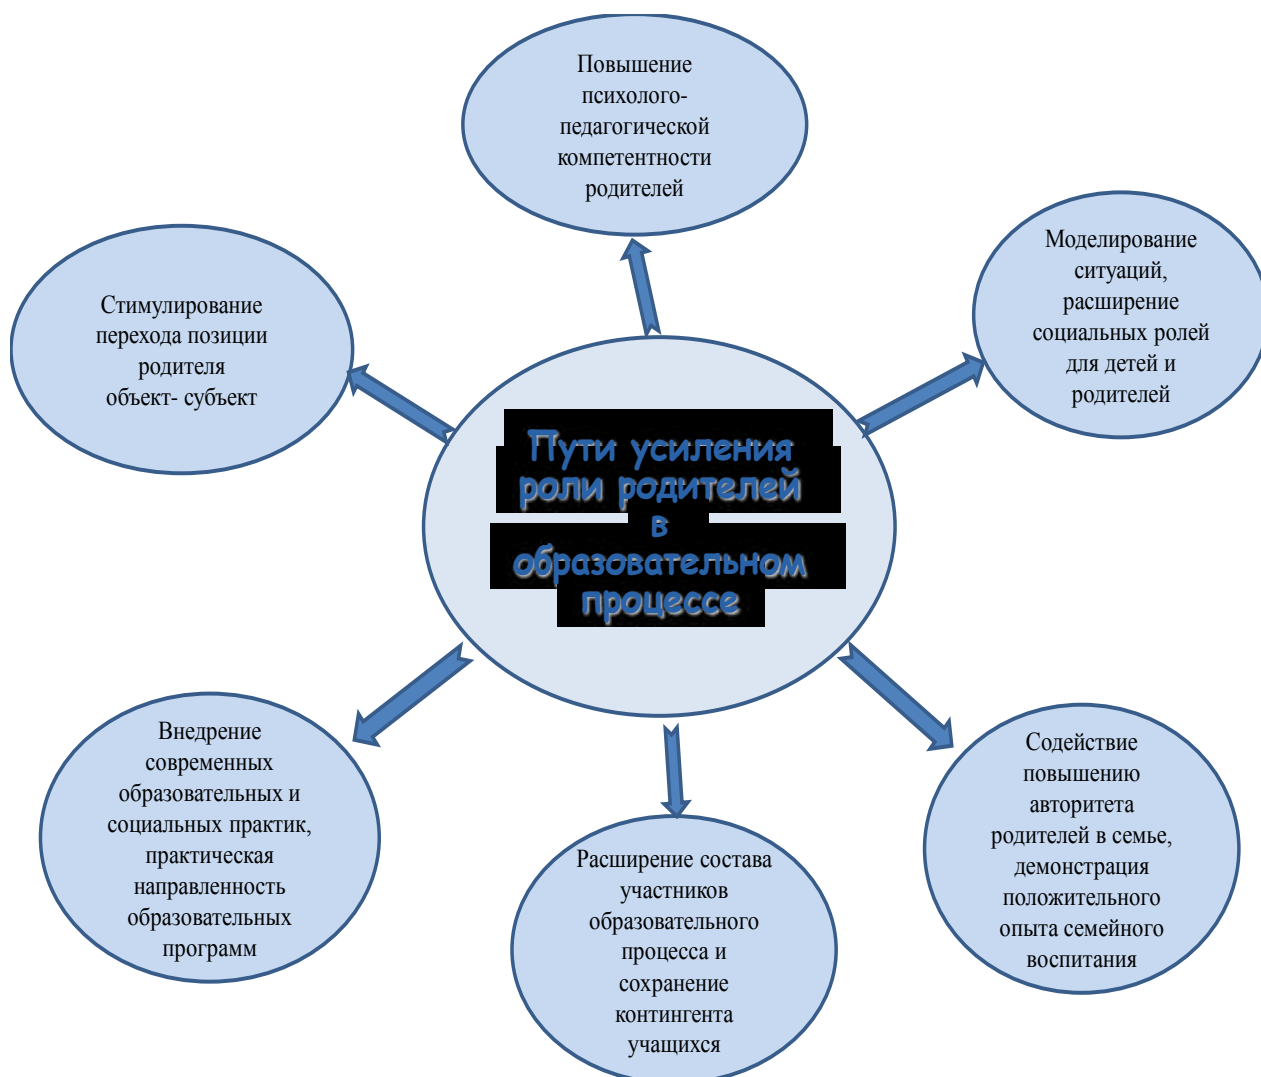 Повышение
психолого-
педагогической
компетентности
родителей
Моделирование
ситуаций,
расширение
социальных ролей
для детей и
родителей
Стимулирование
перехода позиции
родителя
объект- субъект
Пути усиления
роли родителей
в
образовательном
процессе
Внедрение
современных
образовательных и
социальных практик,
практическая
направленность
образовательных
программ
Расширение состава
участников
образовательного
процесса и
сохранение
контингента
учащихся
Содействие
повышению
авторитета
родителей в семье,
демонстрация
положительного
опыта семейного
воспитания